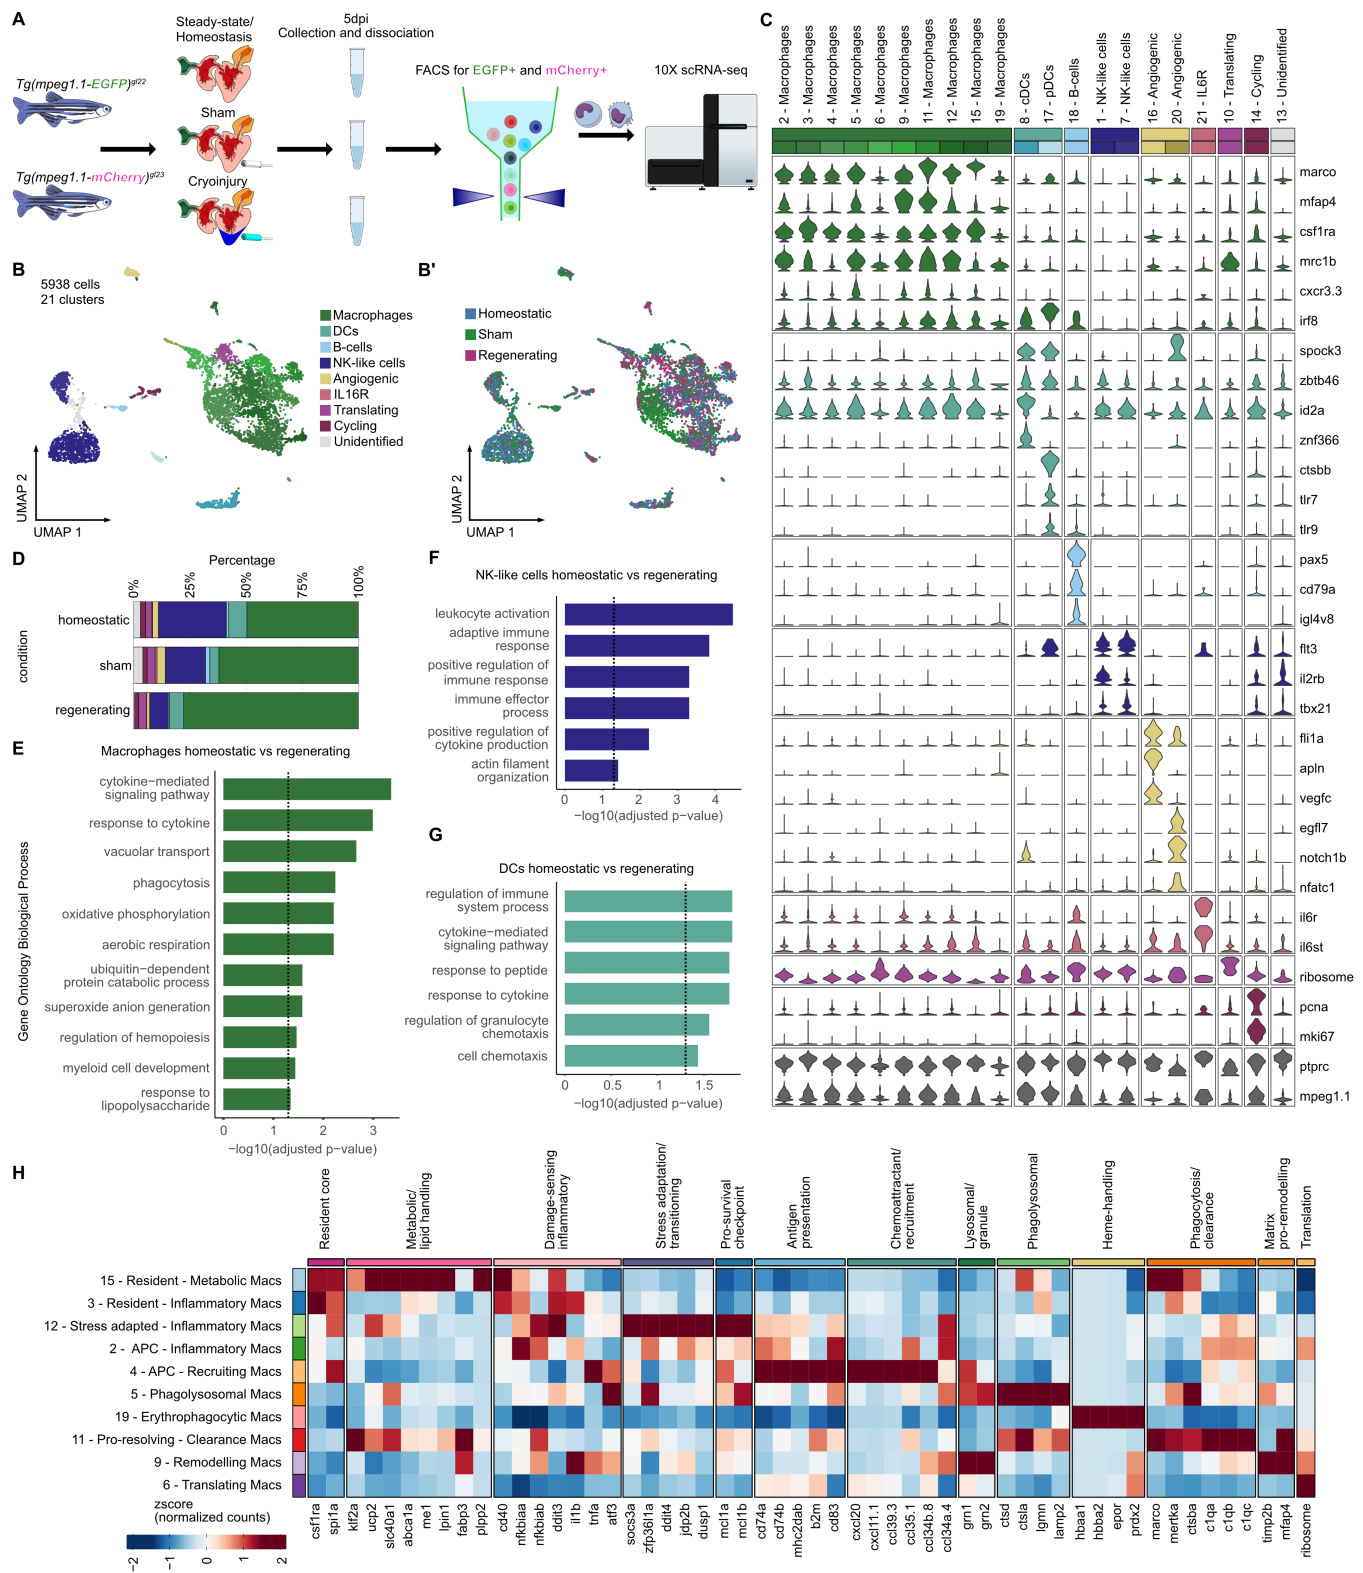 A
Steady-state/
Homeostasis
Sham
Cryoinjury
Tg(mpeg1.1-EGFP)gl22
Tg(mpeg1.1-mCherry)gl23
5dpi
Collection and dissociation
FACS for EGFP+ and mCherry+
10X scRNA-seq
B
5938 cells
21 clusters
Macrophages
DCs
B-cells
NK-like cells
Angiogenic
IL16R
Translating
Cycling
Unidentified
UMAP 2
UMAP 1
B'
Homeostatic
Sham
Regenerating
UMAP 2
UMAP 1
C
2 - Macrophages
3 - Macrophages
4 - Macrophages
5 - Macrophages
6 - Macrophages
9 - Macrophages
11 - Macrophages
12 - Macrophages
15 - Macrophages
19 - Macrophages
8 - cDCs
17 - pDCs
18 - B-cells
1 - NK-like cells
7 - NK-like cells
16 - Angiogenic
20 - Angiogenic
21 - IL6R
10 - Translating
14 - Cycling
13 - Unidentified
marco
mfap4
csf1ra
mrc1b
cxcr3.3
irf8
spock3
zbtb46
id2a
znf366
ctsbb
tlr7
tlr9
pax5
cd79a
igl4v8
flt3
il2rb
tbx21
fli1a
apln
vegfc
egfl7
notch1b
nfatc1
il6r
il6st
ribosome
pcna
mki67
ptprc
mpeg1.1
D
Percentage
0%
25%
50%
75%
100%
condition
homeostatic
sham
regenerating
E
Macrophages homeostatic vs regenerating
Gene Ontology Biological Process
cytokine−mediated
signaling pathway
response to cytokine
vacuolar transport
phagocytosis
oxidative phosphorylation
aerobic respiration
ubiquitin−dependent
protein catabolic process
superoxide anion generation
regulation of hemopoiesis
myeloid cell development
response to
lipopolysaccharide
0 1 2 3
−log10(adjusted p−value)
F
NK-like cells homeostatic vs regenerating
leukocyte activation
adaptive immune
response
positive regulation of
immune response
immune effector
process
positive regulation of
cytokine production
actin filament
organization
0 1 2 3 4
−log10(adjusted p−value)
G
DCs homeostatic vs regenerating
regulation of immune
system process
cytokine−mediated
signaling pathway
response to peptide
response to cytokine
regulation of granulocyte
chemotaxis
cell chemotaxis
0 0.5 1 1.5
−log10(adjusted p−value)
H
Resident core
Metabolic/
lipid handling
Damage-sensing
inflammatory
Stress adaptation/
transitioning
Pro-survival
checkpoint
Antigen
presentation
Chemoattractant/
recruitment
Lysosomal/
granule
Phagolysosomal
Heme-handling
Phagocytosis/
clearance
Matrix
pro-remodelling
Translation
15 - Resident - Metabolic Macs
3 - Resident - Inflammatory Macs
12 - Stress adapted - Inflammatory Macs
2 - APC - Inflammatory Macs
4 - APC - Recruiting Macs
5 - Phagolysosomal Macs
19 - Erythrophagocytic Macs
11 - Pro-resolving - Clearance Macs
9 - Remodelling Macs
6 - Translating Macs
zscore
(normalized counts)
−2
−1
0
1
2
csf1ra
spi1a
klf2a
ucp2
slc40a1
abca1a
me1
lpin1
fabp3
plpp2
cd40
nfkbiaa
nfkbiab
ddit3
il1b
tnfa
atf3
socs3a
zfp36l1a
ddit4
jdp2b
dusp1
mcl1a
mcl1b
cd74a
cd74b
mhc2dab
b2m
cd83
cxcl20
cxcl11.1
ccl39.3
ccl35.1
ccl34b.8
ccl34a.4
grn1
grn2
ctsd
ctsla
lgmn
lamp2
hbaa1
hbba2
epor
prdx2
marco
mertka
ctsba
c1qa
c1qb
c1qc
timp2b
mfap4
ribosome